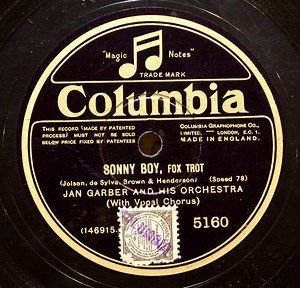 "Magic Notes"
TRADE MARK
Columbia
THIS RECORD (MADE BY PATENTED
PROCESS) MUST NOT BE SOLD
BELOW PRICE FIXED BY PATENTEES
COLUMBIA GRAPHOPHONE CO.,
LIMITED, LONDON, E.C. 1.
MADE IN ENGLAND.
SONNY BOY, FOX TROT
(Jolsen, de Sylva, Brown & Henderson) (Speed 78)
JAN GARBER AND HIS ORCHESTRA
(With Vocal Chorus)
(146915.
5160